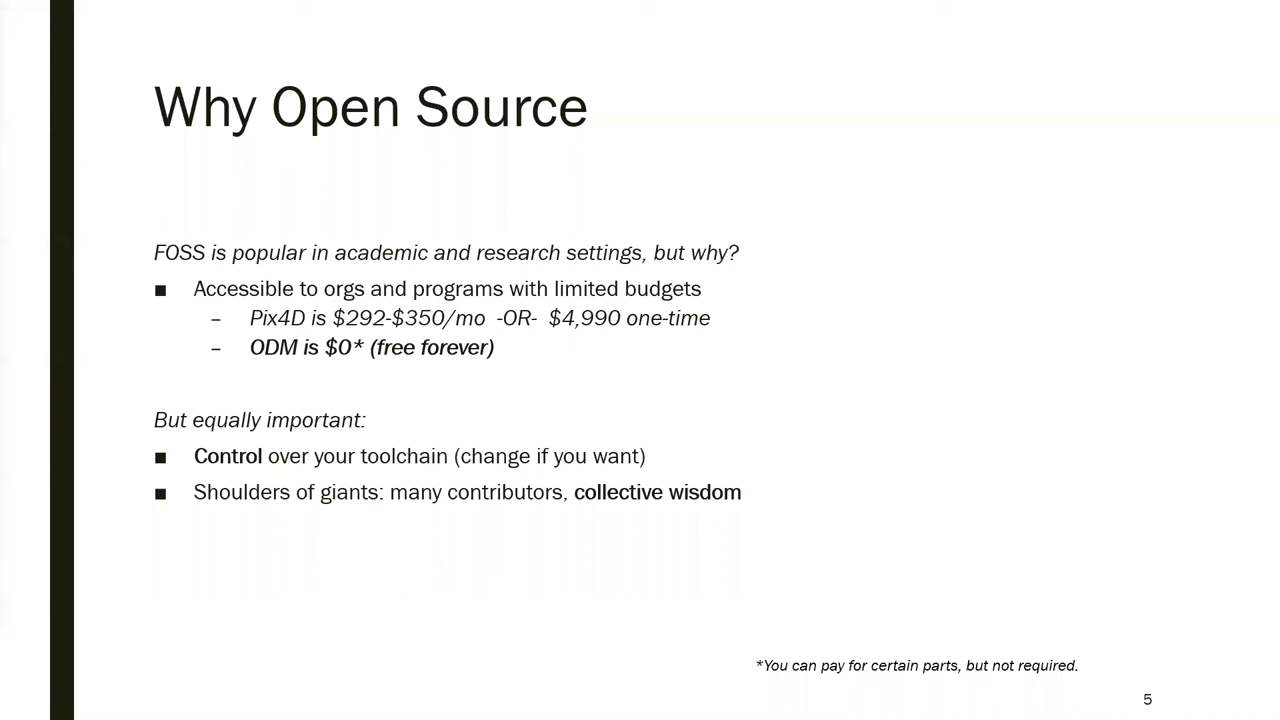 Why Open Source
FOSS is popular in academic and research settings, but why?
■ Accessible to orgs and programs with limited budgets
– Pix4D is $292-$350/mo -OR- $4,990 one-time
– ODM is $0* (free forever)
But equally important:
■ Control over your toolchain (change if you want)
■ Shoulders of giants: many contributors, collective wisdom
*You can pay for certain parts, but not required.
5